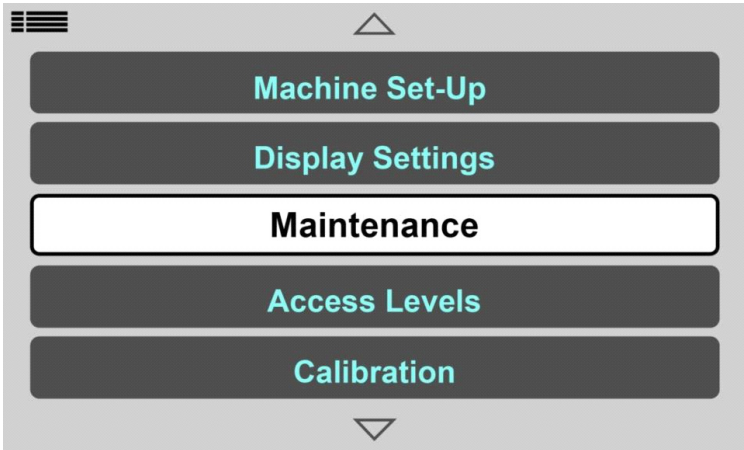 Machine Set-Up
Display Settings
Maintenance
Access Levels
Calibration